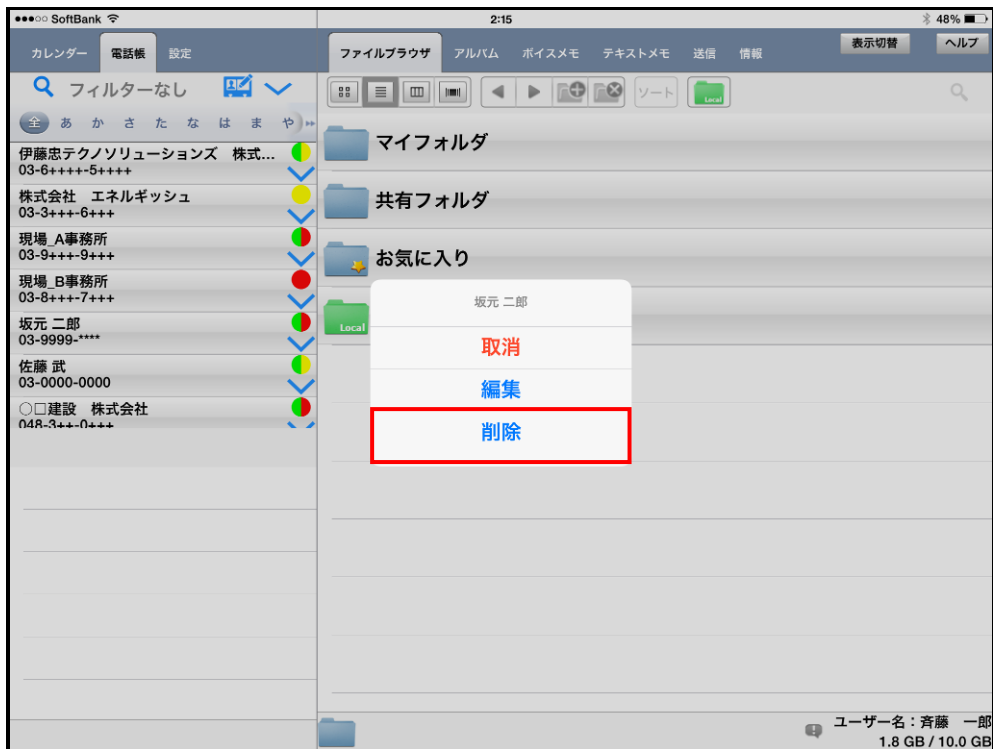 ●●●○○ SoftBank
2:15
48%
カレンダー 電話帳 設定
ファイルブラウザ アルバム ボイスメモ テキストメモ 送信 情報
表示切替 ヘルプ
フィルターなし
ソート
Local
全 あ か さ た な は ま や
伊藤忠テクノソリューションズ 株式...
03-6++++-5++++
株式会社 エネルギッシュ
03-3+++-6+++
現場_A事務所
03-9+++-9+++
現場_B事務所
03-8+++-7+++
坂元 二郎
03-9999-****
佐藤 武
03-0000-0000
○□建設 株式会社
048-3++-0+++
マイフォルダ
共有フォルダ
お気に入り
Local
坂元 二郎
取消
編集
削除
ユーザー名：斉藤 一郎
1.8 GB / 10.0 GB